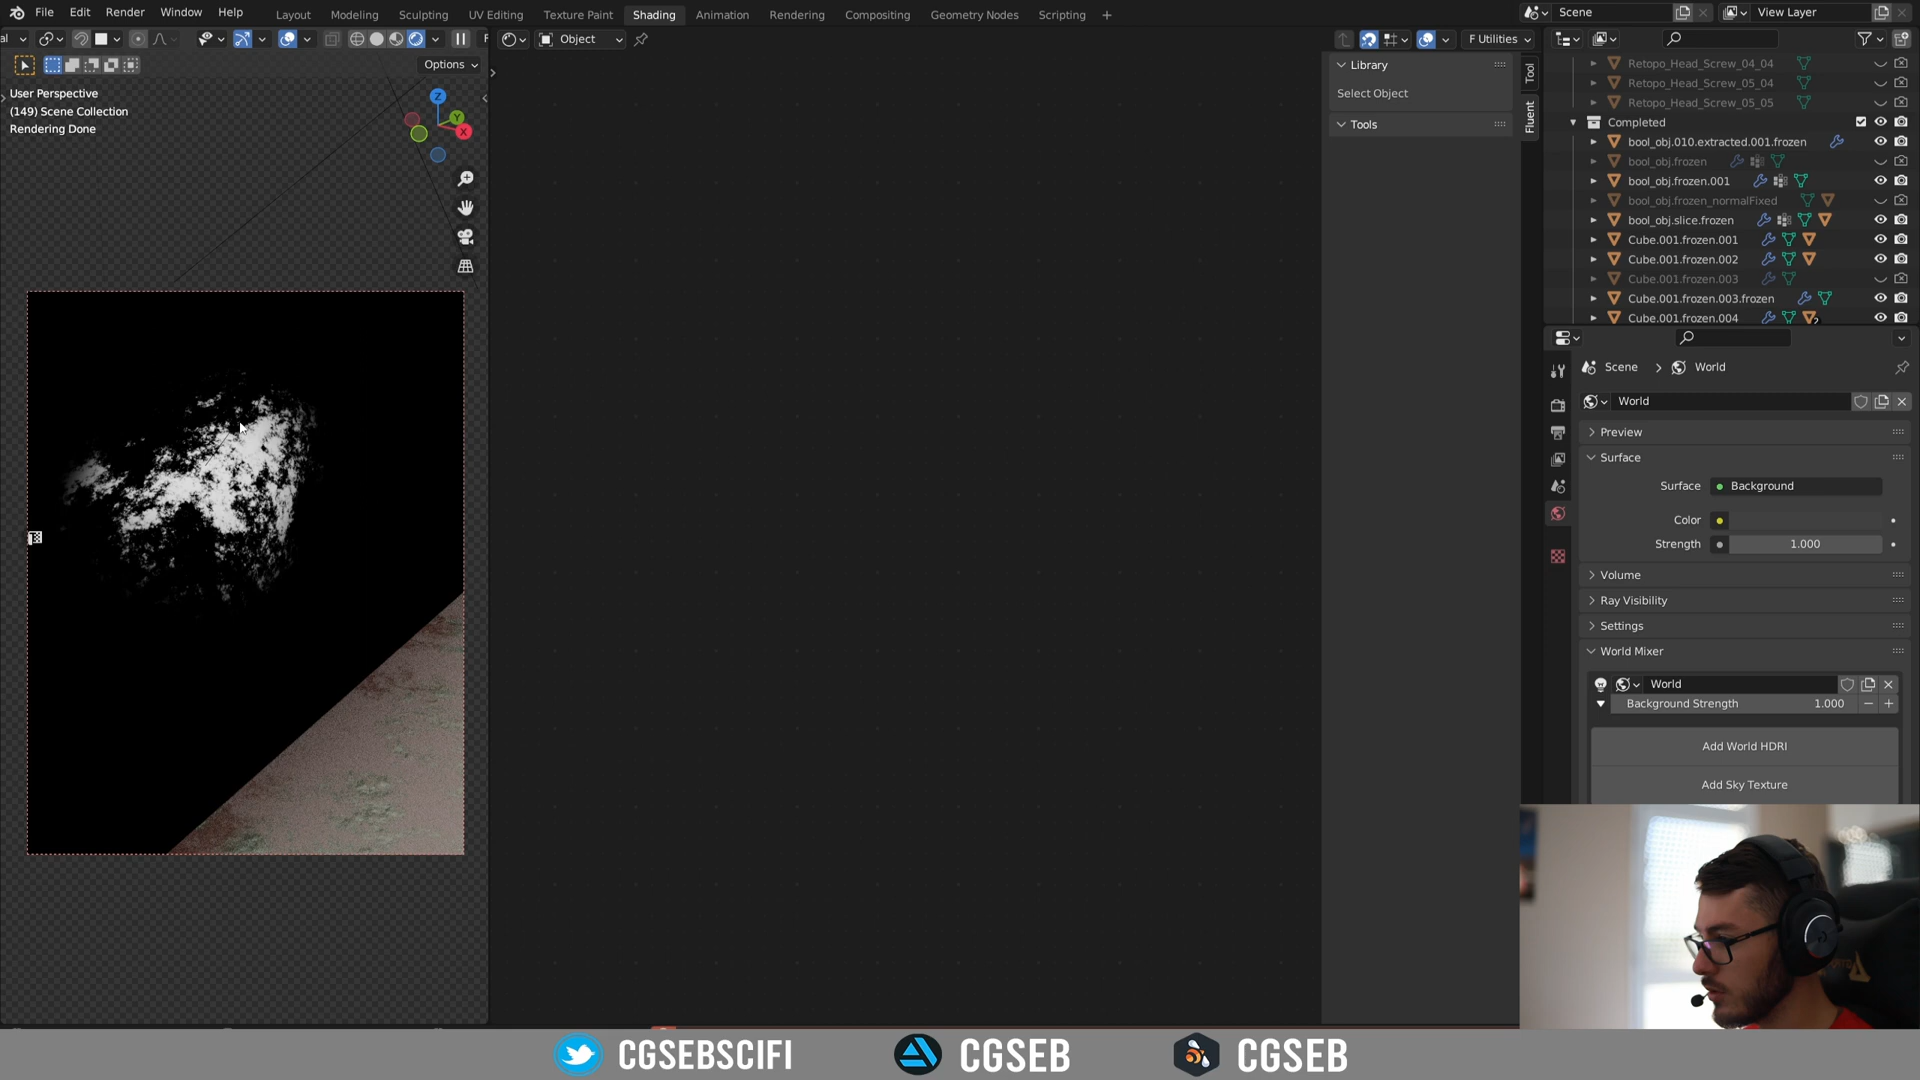 File Edit Render Window Help
Layout Modeling Sculpting UV Editing Texture Paint Shading Animation Rendering Compositing Geometry Nodes Scripting +
Scene
View Layer
al
Object
F Utilities
Options
User Perspective
(149) Scene Collection
Rendering Done
Z
Y
X
Library
Select Object
Tools
Tool
Fluent
Retopo_Head_Screw_04_04
Retopo_Head_Screw_05_04
Retopo_Head_Screw_05_05
Completed
bool_obj.010.extracted.001.frozen
bool_obj.frozen
bool_obj.frozen.001
bool_obj.frozen_normalFixed
bool_obj.slice.frozen
Cube.001.frozen.001
Cube.001.frozen.002
Cube.001.frozen.003
Cube.001.frozen.003.frozen
Cube.001.frozen.004
2
Scene > World
World
Preview
Surface
Surface Background
Color
Strength 1.000
Volume
Ray Visibility
Settings
World Mixer
World
Background Strength 1.000
Add World HDRI
Add Sky Texture
CGSEBSCIFI
CGSEB
CGSEB